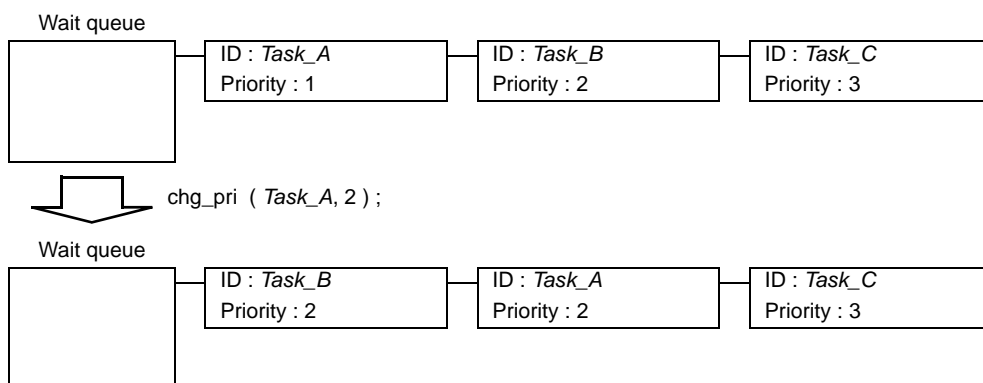 Wait queue
ID : Task_A
Priority : 1
ID : Task_B
Priority : 2
ID : Task_C
Priority : 3
chg_pri ( Task_A, 2 ) ;
Wait queue
ID : Task_B
Priority : 2
ID : Task_A
Priority : 2
ID : Task_C
Priority : 3